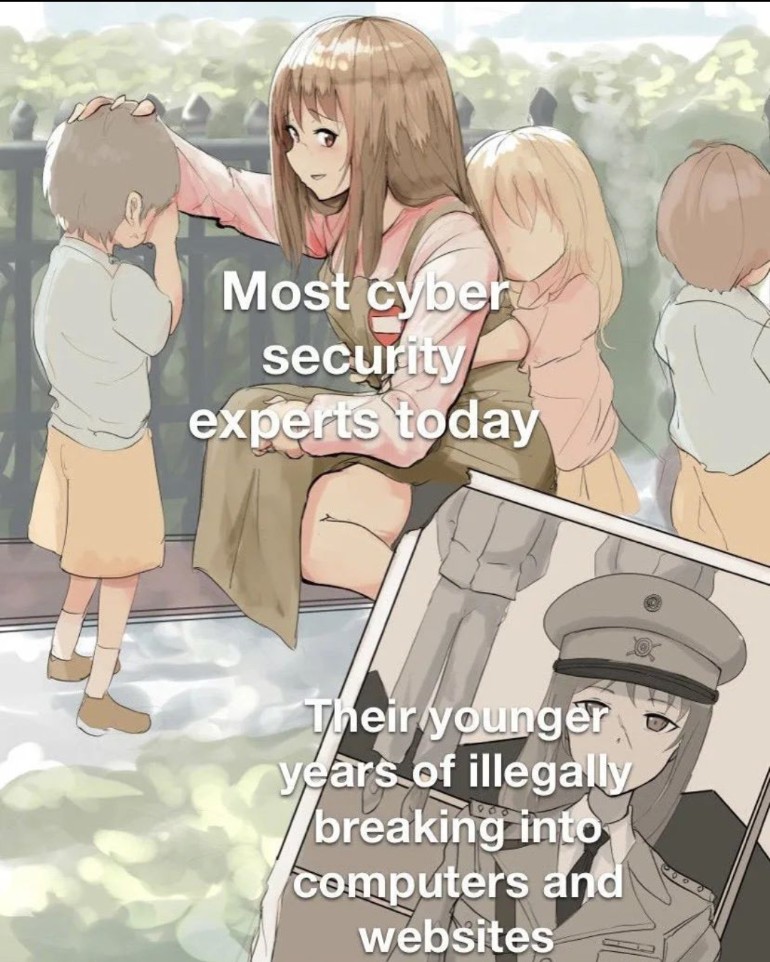 Most cyber
security
experts today
Their younger
years of illegally
breaking into
computers and
websites